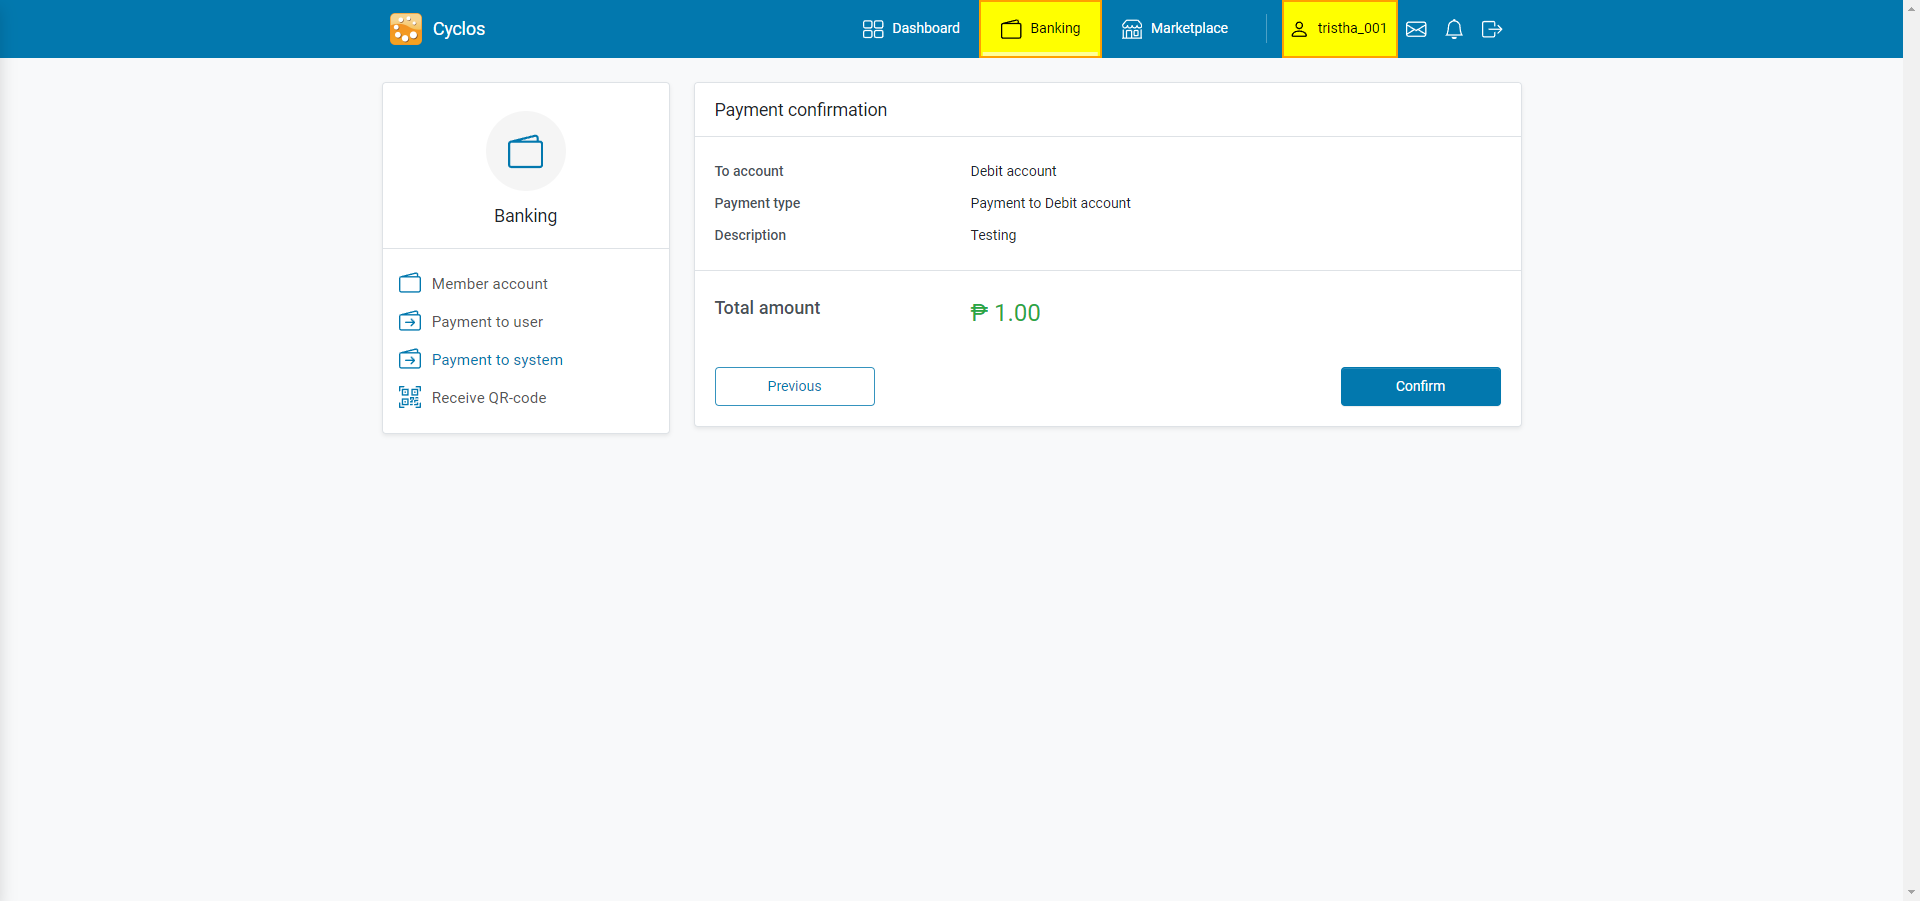 Cyclos
Dashboard
Banking
Marketplace
tristha_001
Banking
Member account
Payment to user
Payment to system
Receive QR-code
Payment confirmation
To account Debit account
Payment type Payment to Debit account
Description Testing
Total amount ₱ 1.00
Previous
Confirm